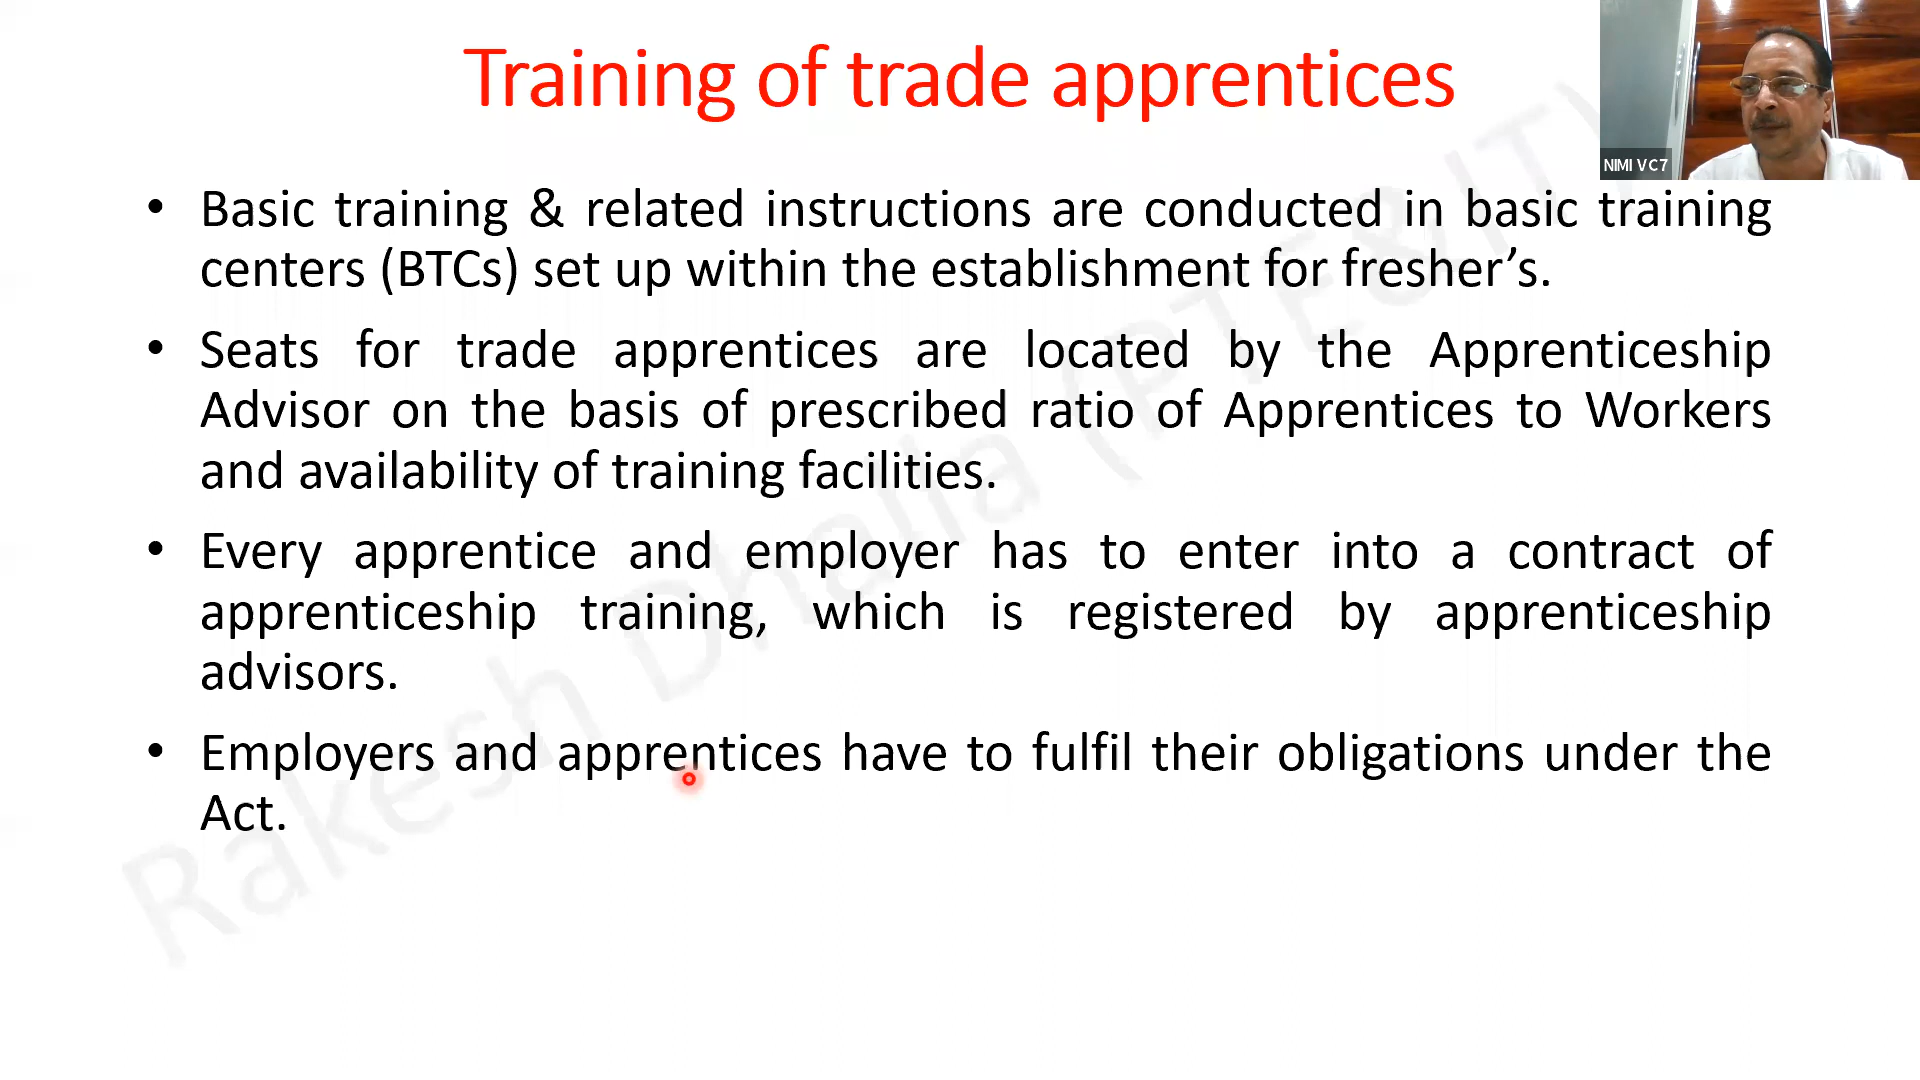 Training of trade apprentices
NIMI VC7
• Basic training & related instructions are conducted in basic training
centers (BTCs) set up within the establishment for fresher’s.
• Seats for trade apprentices are located by the Apprenticeship
Advisor on the basis of prescribed ratio of Apprentices to Workers
and availability of training facilities.
• Every apprentice and employer has to enter into a contract of
apprenticeship training, which is registered by apprenticeship
advisors.
• Employers and apprentices have to fulfil their obligations under the
Act.
Rakesh Dhalla (PTE&IT)